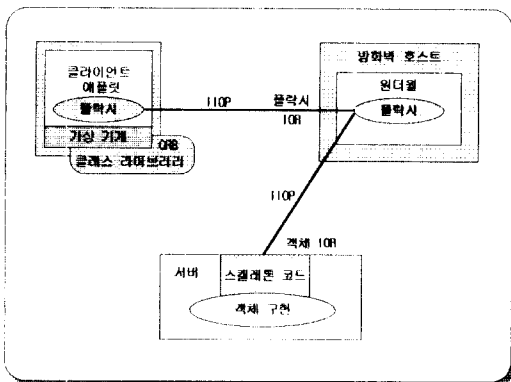 클라이언트
애플릿
플락시
가상 기계
ORB
클래스 라이브러리
IIOP
플락시
IOR
방화벽 호스트
원더월
플락시
IIOP
객체 IOR
서버
스켈레톤 코드
객체 구현